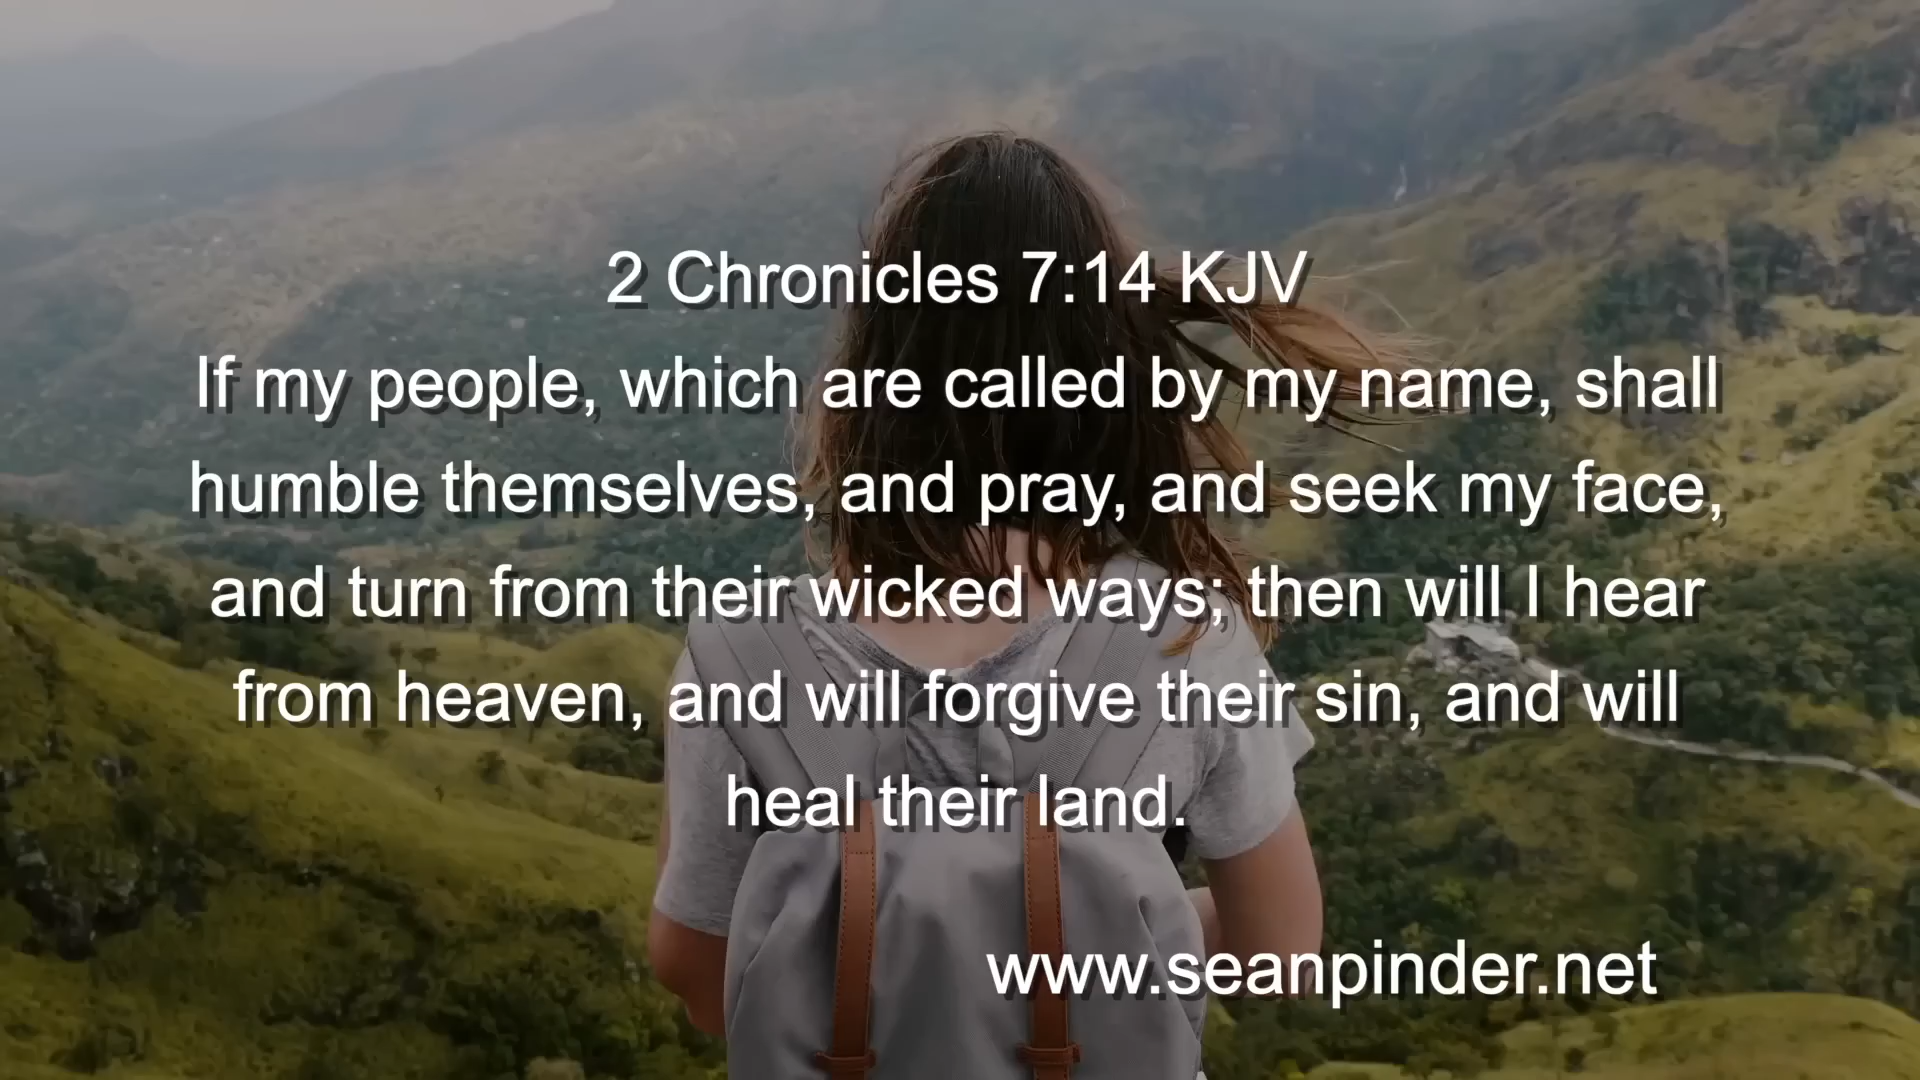 2 Chronicles 7:14 KJV
If my people, which are called by my name, shall
humble themselves, and pray, and seek my face,
and turn from their wicked ways; then will I hear
from heaven, and will forgive their sin, and will
heal their land.
www.seanpinder.net